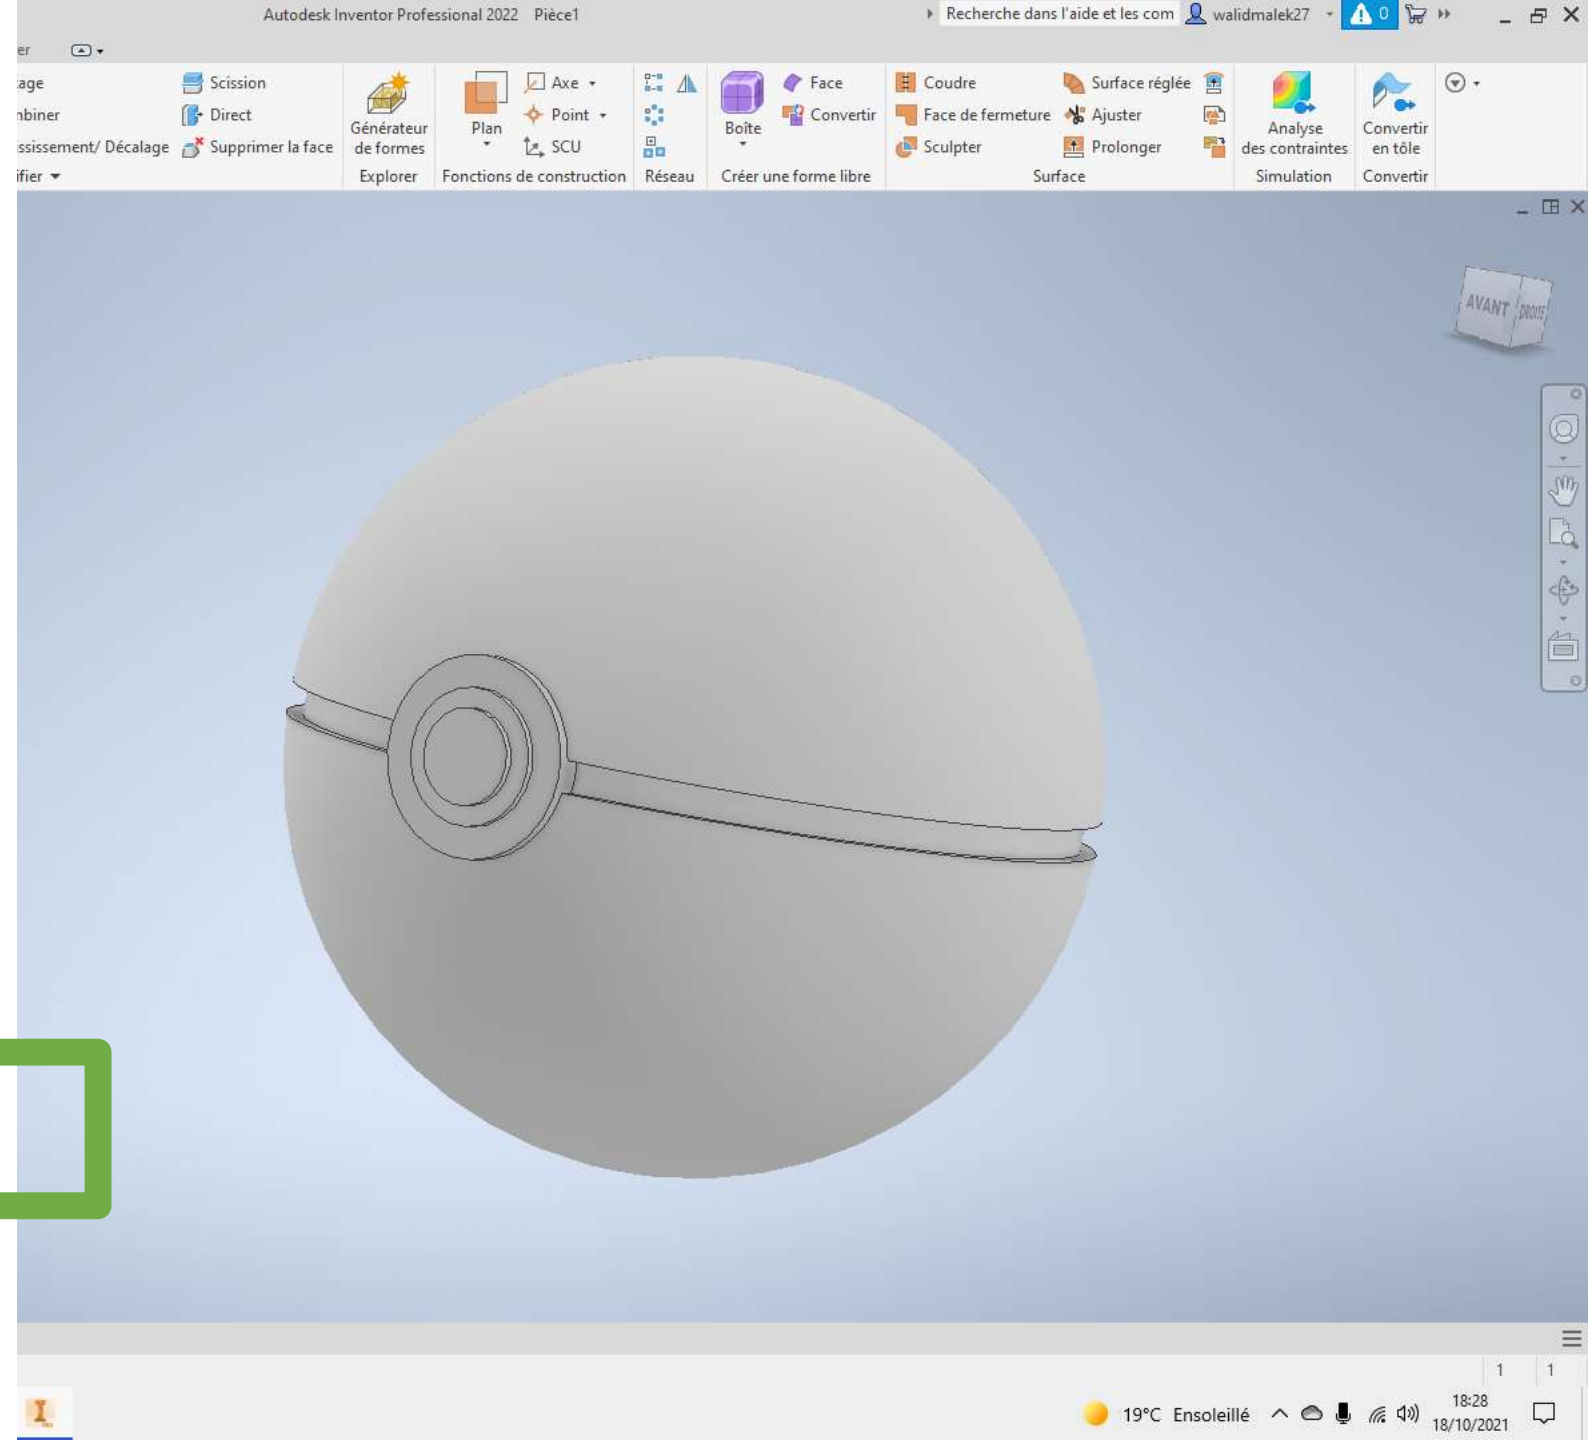 Autodesk Inventor Professional 2022 Pièce1 Recherche dans l'aide et les com walidmalek27 0
er
age Scission Axe Face Coudre Surface réglée
nbiner Direct Point Convertir Face de fermeture Ajuster
ssissement/ Décalage Supprimer la face Générateur de formes Plan SCU Boîte Sculpter Prolonger Analyse des contraintes Convertir en tôle
ifier Explorer Fonctions de construction Réseau Créer une forme libre Surface Simulation Convertir
AVANT DROITE
1 1
19°C Ensoleillé 18:28
18/10/2021